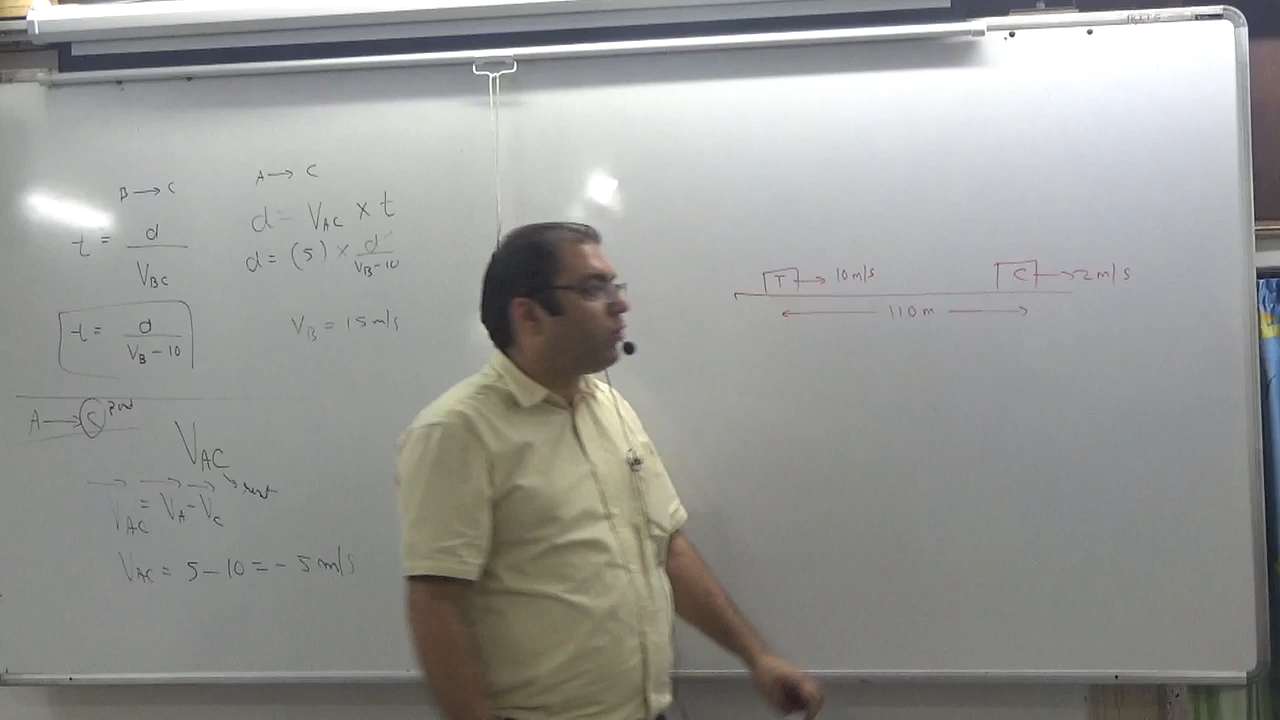 B → C
t = d / V_BC
t = d / V_B - 10
A → C
d = V_AC × t
d = (5) × d / V_B - 10
V_B = 15 m/s
A → C
V_AC
V_AC = V_A - V_C
V_AC = 5 - 10 = - 5 m/s
T → 10 m/s
C → 2 m/s
110 m